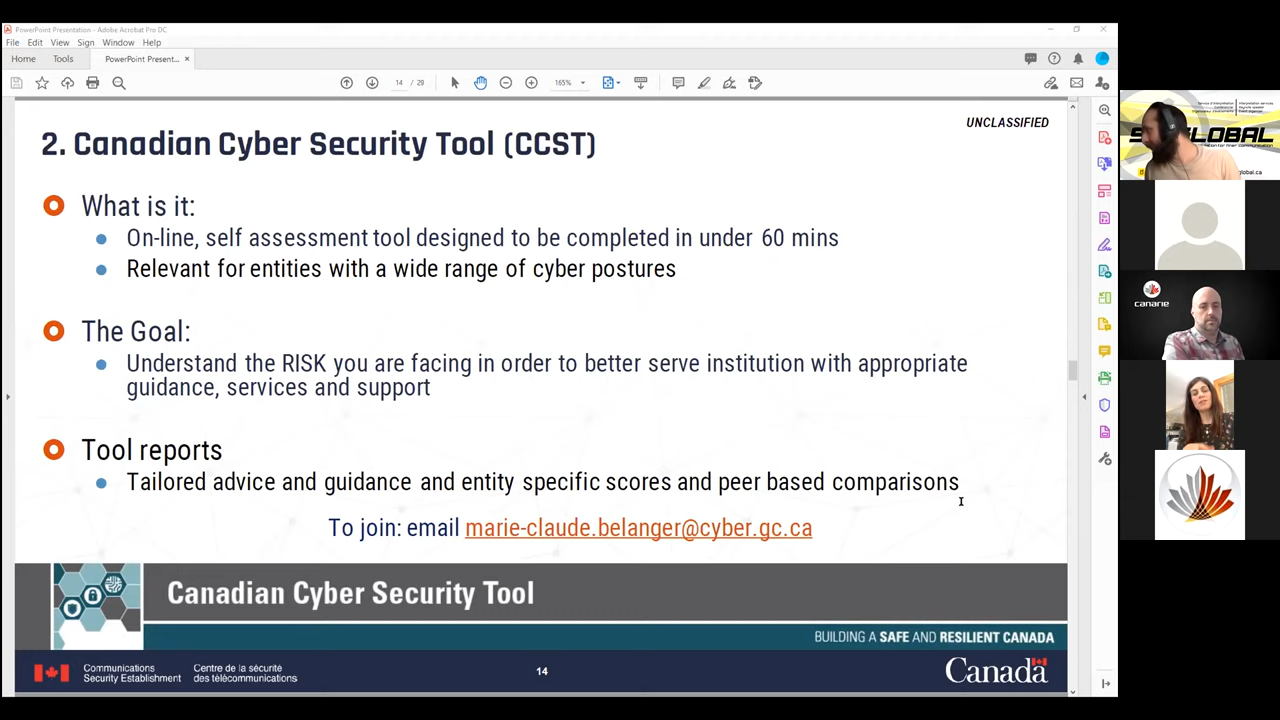 PowerPoint Presentation - Adobe Acrobat Pro DC
File Edit View Sign Window Help
Home Tools PowerPoint Present... ×
14 / 29 165%
UNCLASSIFIED
2. Canadian Cyber Security Tool (CCST)
What is it:
On-line, self assessment tool designed to be completed in under 60 mins
Relevant for entities with a wide range of cyber postures
The Goal:
Understand the RISK you are facing in order to better serve institution with appropriate
guidance, services and support
Tool reports
Tailored advice and guidance and entity specific scores and peer based comparisons
To join: email marie-claude.belanger@cyber.gc.ca
Canadian Cyber Security Tool
BUILDING A SAFE AND RESILIENT CANADA
Communications
Security Establishment
Centre de la sécurité
des télécommunications
14
Canada
GLOBAL
canarie